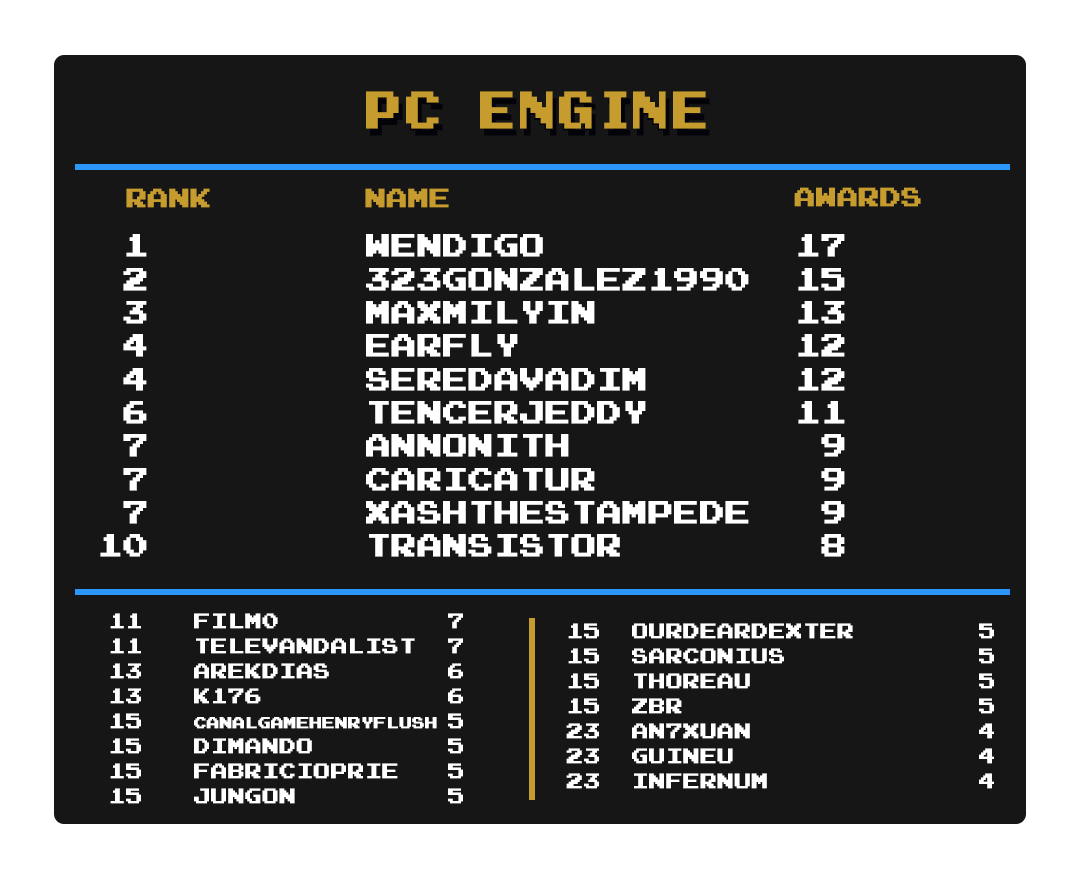 PC ENGINE
RANK NAME AWARDS
1 WENDIGO 17
2 323GONZALEZ1990 15
3 MAXMILYIN 13
4 EARFLY 12
4 SEREDAVADIM 12
6 TENCERJEDDY 11
7 ANNONITH 9
7 CARICATUR 9
7 XASHTHESTAMPEDE 9
10 TRANSISTOR 8
11 FILMO 7
11 TELEVANDALIST 7
13 AREKDIAS 6
13 K176 6
15 CANALGAMEHENRYFLUSH 5
15 DIMANDO 5
15 FABRICIOPRIE 5
15 JUNGON 5
15 OURDEARDEXTER 5
15 SARCONIUS 5
15 THOREAU 5
15 ZBR 5
23 AN7XUAN 4
23 GUINEU 4
23 INFERNUM 4